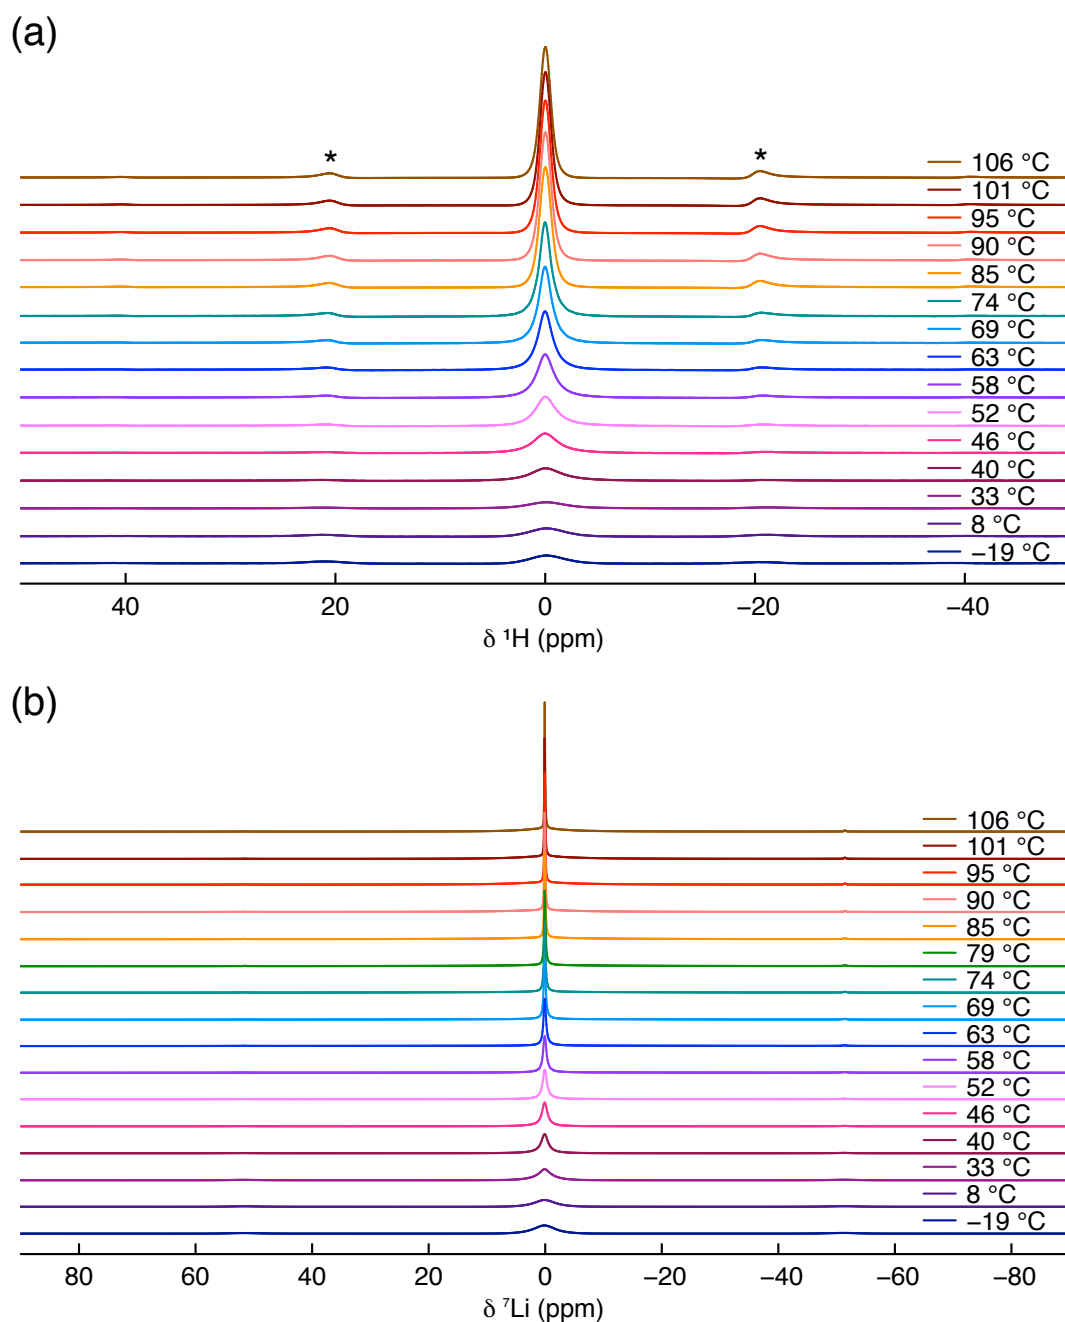 (a)
* *
106 °C
101 °C
95 °C
90 °C
85 °C
74 °C
69 °C
63 °C
58 °C
52 °C
46 °C
40 °C
33 °C
8 °C
−19 °C
40 20 0 −20 −40
δ ¹H (ppm)
(b)
106 °C
101 °C
95 °C
90 °C
85 °C
79 °C
74 °C
69 °C
63 °C
58 °C
52 °C
46 °C
40 °C
33 °C
8 °C
−19 °C
80 60 40 20 0 −20 −40 −60 −80
δ ⁷Li (ppm)